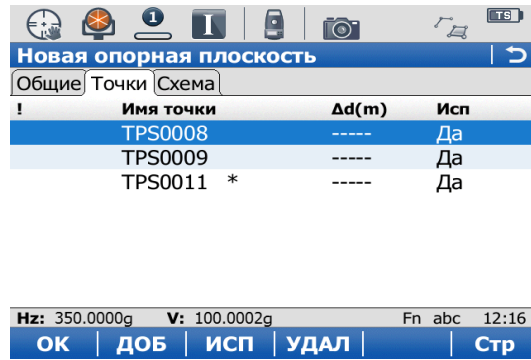 1 I TS
Новая опорная плоскость
Общие Точки Схема
! Имя точки Δd(m) Исп
TPS0008 ----- Да
TPS0009 ----- Да
TPS0011 * ----- Да
Hz: 350.0000g V: 100.0002g Fn abc 12:16
ОК ДОБ ИСП УДАЛ Стр